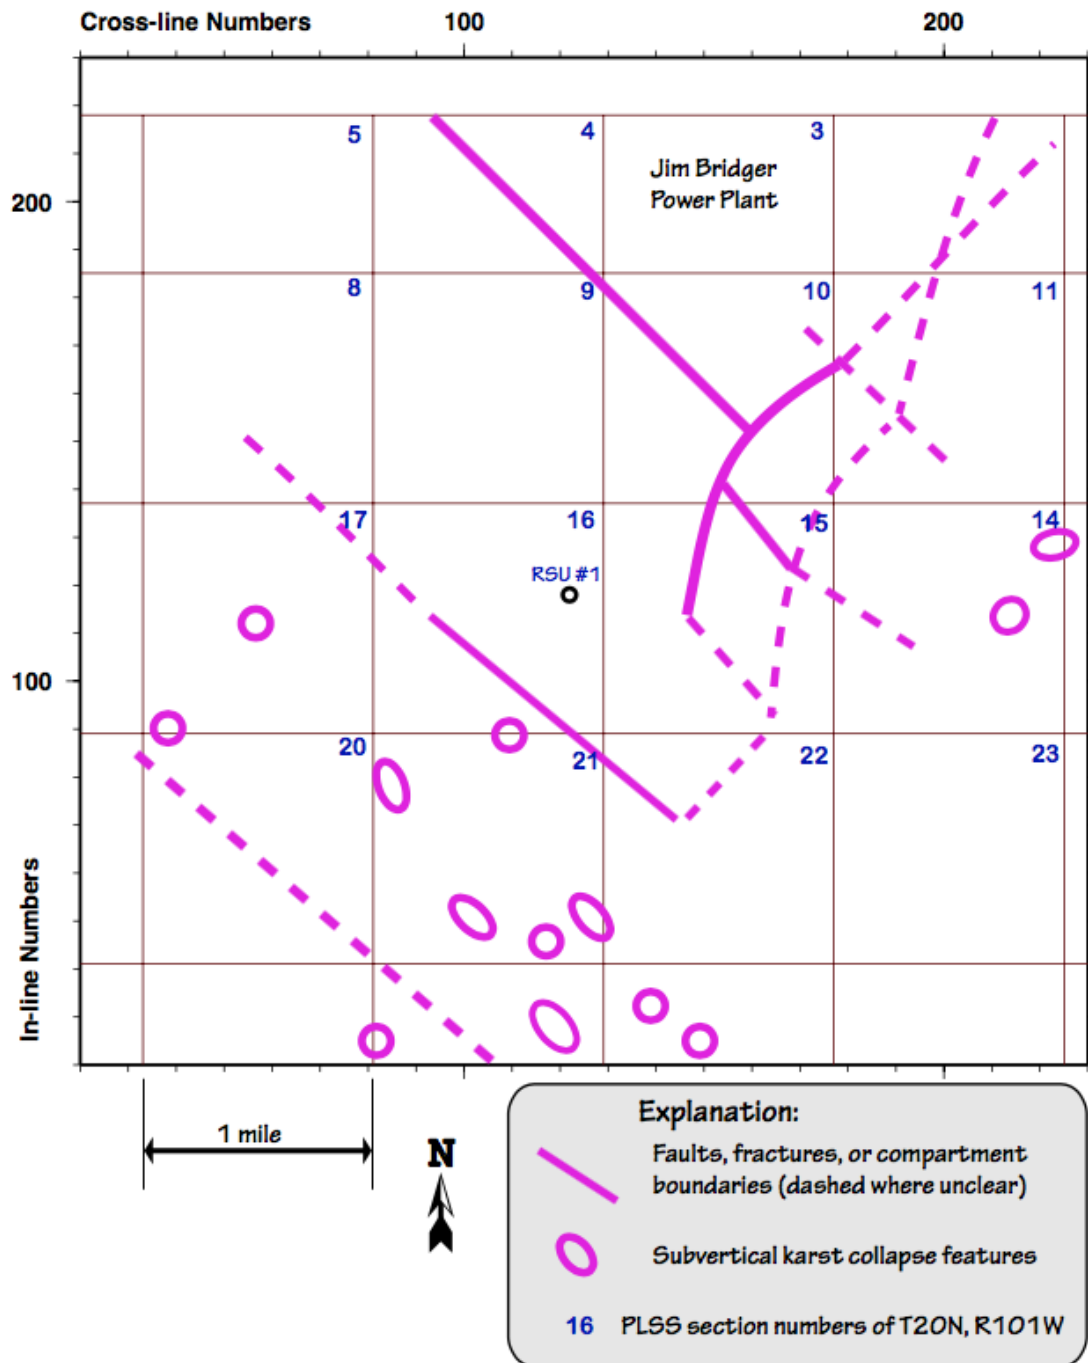 Cross-line Numbers
100
200
5
4
3
Jim Bridger
Power Plant
200
8
9
10
11
17
16
15
14
RSU #1
100
20
21
22
23
In-line Numbers
1 mile
N
Explanation:
Faults, fractures, or compartment
boundaries (dashed where unclear)
Subvertical karst collapse features
16 PLSS section numbers of T20N, R101W